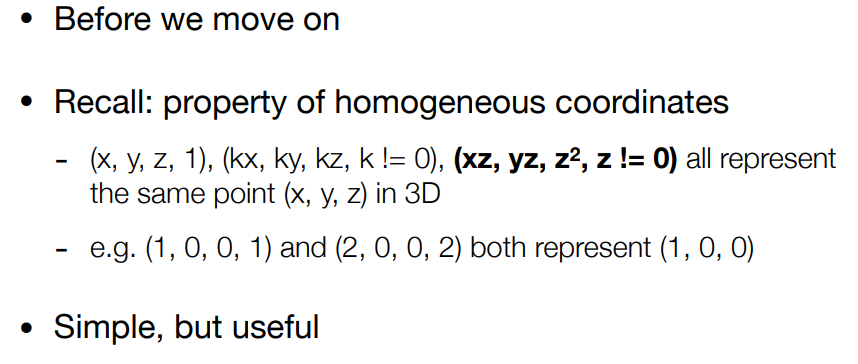 • Before we move on
• Recall: property of homogeneous coordinates
- (x, y, z, 1), (kx, ky, kz, k != 0), (xz, yz, z², z != 0) all represent
the same point (x, y, z) in 3D
- e.g. (1, 0, 0, 1) and (2, 0, 0, 2) both represent (1, 0, 0)
• Simple, but useful